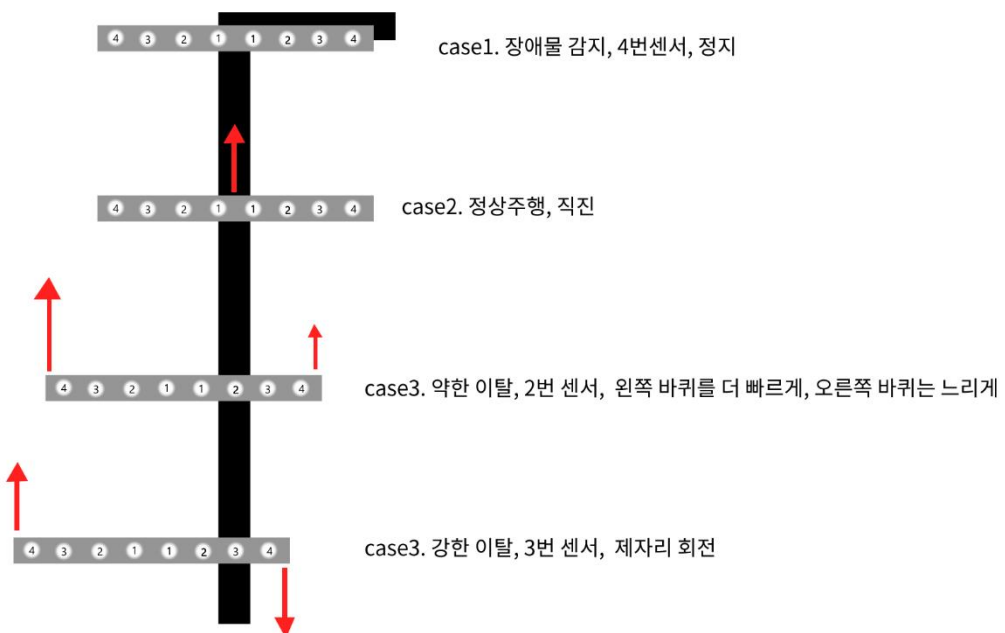 4 3 2 1 1 2 3 4
case1. 장애물 감지, 4번센서, 정지
4 3 2 1 1 2 3 4
case2. 정상주행, 직진
4 3 2 1 1 2 3 4
case3. 약한 이탈, 2번 센서, 왼쪽 바퀴를 더 빠르게, 오른쪽 바퀴는 느리게
4 3 2 1 1 2 3 4
case3. 강한 이탈, 3번 센서, 제자리 회전